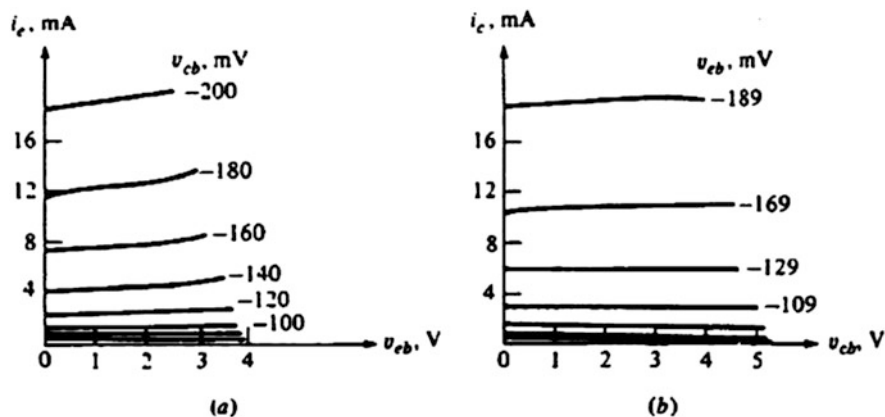 i_e, mA
v_cb, mV
-200
-180
-160
-140
-120
-100
16
12
8
4
0 1 2 3 4
v_eb, V
(a)
i_c, mA
v_eb, mV
-189
-169
-129
-109
16
12
8
4
0 1 2 3 4 5
v_cb, V
(b)